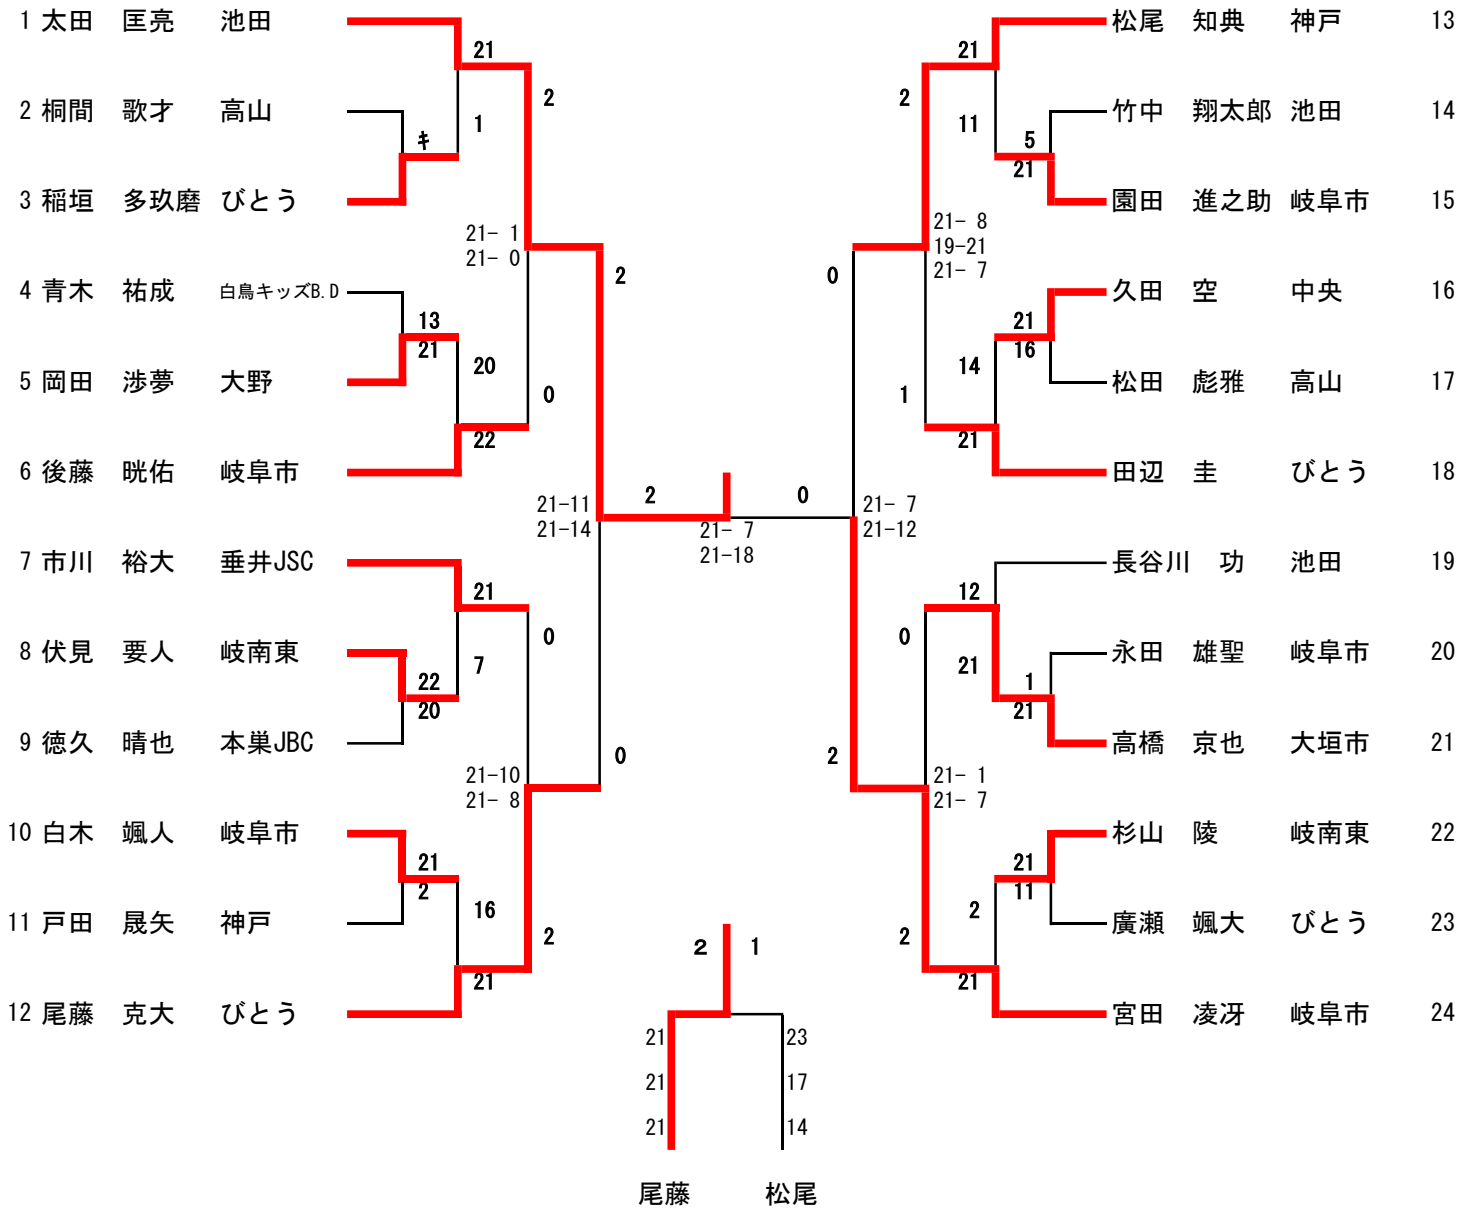 1 太田 匡亮 池田
2 桐間 歌才 高山
3 稲垣 多玖磨 びとう
4 青木 祐成 白鳥キッズB.D
5 岡田 渉夢 大野
6 後藤 晄佑 岐阜市
7 市川 裕大 垂井JSC
8 伏見 要人 岐南東
9 徳久 晴也 本巣JBC
10 白木 颯人 岐阜市
11 戸田 晟矢 神戸
12 尾藤 克大 びとう
21
1
キ
2
21- 1
21- 0
13
21
20
22
0
2
21-11
21-14
21
7
22
20
0
21-10
21- 8
0
21
2
16
21
2
2
0
21- 7
21-18
松尾 知典 神戸 13
竹中 翔太郎 池田 14
園田 進之助 岐阜市 15
久田 空 中央 16
松田 彪雅 高山 17
田辺 圭 びとう 18
長谷川 功 池田 19
永田 雄聖 岐阜市 20
高橋 京也 大垣市 21
杉山 陵 岐南東 22
廣瀬 颯大 びとう 23
宮田 凌冴 岐阜市 24
21
11
5
21
2
21- 8
19-21
21- 7
0
21
16
14
21
1
21- 7
21-12
12
21
1
21
0
21- 1
21- 7
2
21
11
2
21
2
2 1
21 23
21 17
21 14
尾藤 松尾